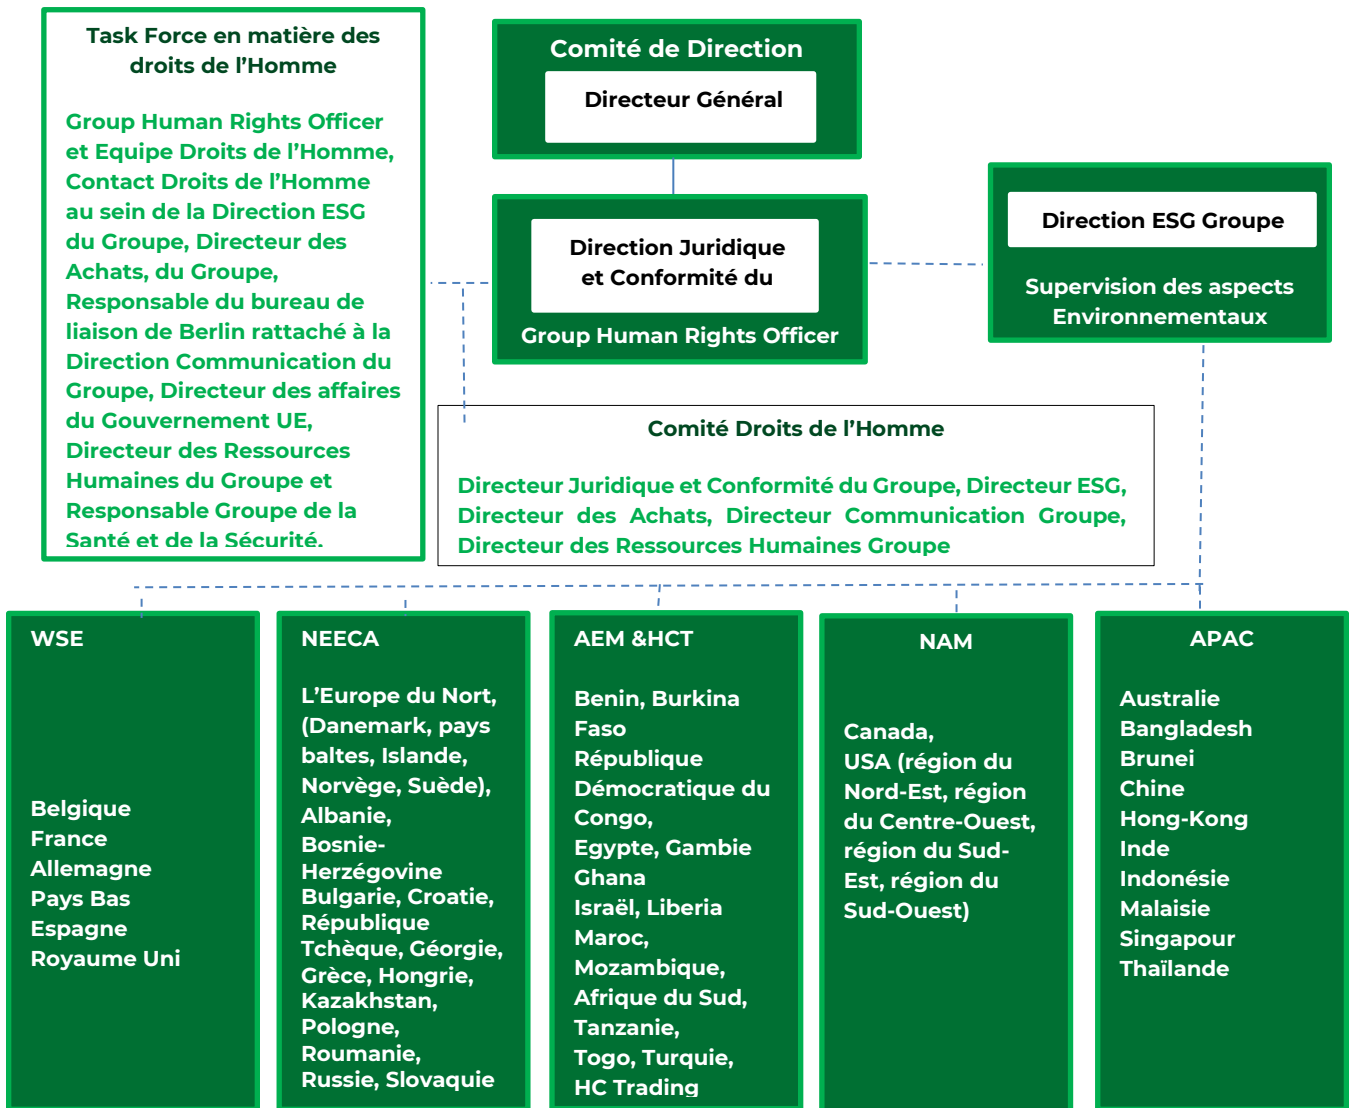 Task Force en matière des
droits de l’Homme
Group Human Rights Officer
et Equipe Droits de l’Homme,
Contact Droits de l’Homme
au sein de la Direction ESG
du Groupe, Directeur des
Achats, du Groupe,
Responsable du bureau de
liaison de Berlin rattaché à la
Direction Communication du
Groupe, Directeur des affaires
du Gouvernement UE,
Directeur des Ressources
Humaines du Groupe et
Responsable Groupe de la
Santé et de la Sécurité.
Comité de Direction
Directeur Général
Direction Juridique
et Conformité du
Group Human Rights Officer
Direction ESG Groupe
Supervision des aspects
Environnementaux
Comité Droits de l’Homme
Directeur Juridique et Conformité du Groupe, Directeur ESG,
Directeur des Achats, Directeur Communication Groupe,
Directeur des Ressources Humaines Groupe
WSE
Belgique
France
Allemagne
Pays Bas
Espagne
Royaume Uni
NEECA
L’Europe du Nort,
(Danemark, pays
baltes, Islande,
Norvège, Suède),
Albanie,
Bosnie-
Herzégovine
Bulgarie, Croatie,
République
Tchèque, Géorgie,
Grèce, Hongrie,
Kazakhstan,
Pologne,
Roumanie,
Russie, Slovaquie
AEM &HCT
Benin, Burkina
Faso
République
Démocratique du
Congo,
Egypte, Gambie
Ghana
Israël, Liberia
Maroc,
Mozambique,
Afrique du Sud,
Tanzanie,
Togo, Turquie,
HC Trading
NAM
Canada,
USA (région du
Nord-Est, région
du Centre-Ouest,
région du Sud-
Est, région du
Sud-Ouest)
APAC
Australie
Bangladesh
Brunei
Chine
Hong-Kong
Inde
Indonésie
Malaisie
Singapour
Thaïlande